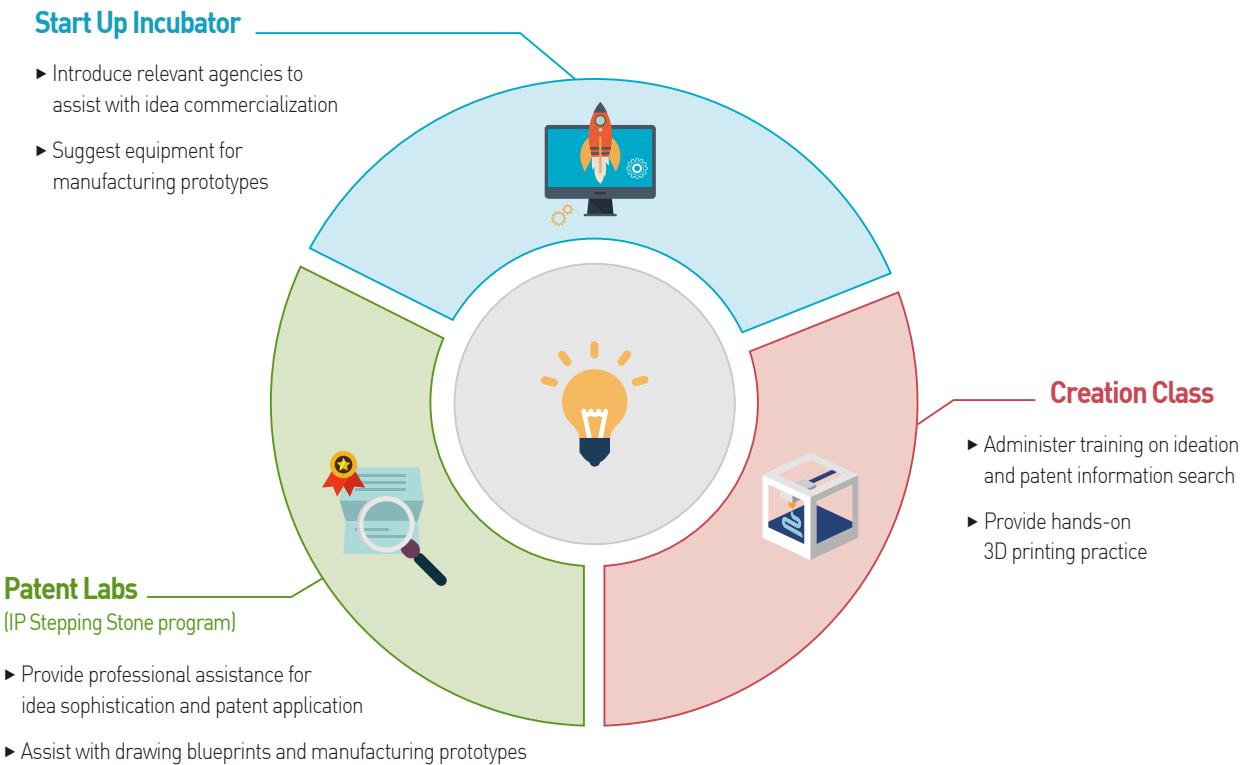 Start Up Incubator
▶ Introduce relevant agencies to
assist with idea commercialization
▶ Suggest equipment for
manufacturing prototypes
Creation Class
▶ Administer training on ideation
and patent information search
▶ Provide hands-on
3D printing practice
Patent Labs
(IP Stepping Stone program)
▶ Provide professional assistance for
idea sophistication and patent application
▶ Assist with drawing blueprints and manufacturing prototypes